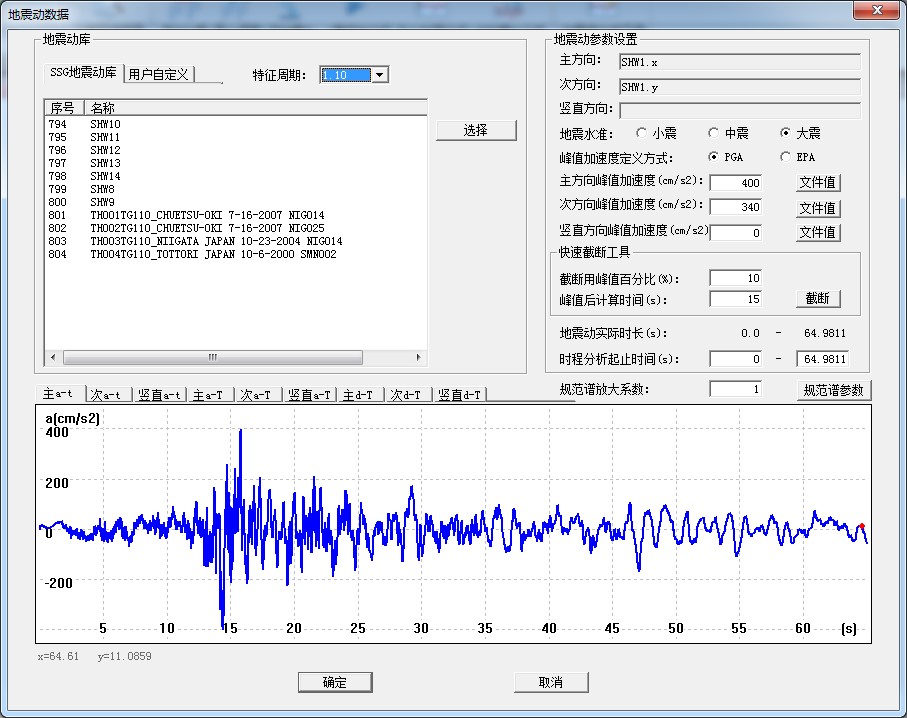 地震动数据
地震动库
SSG地震动库 用户自定义 特征周期: 1.10
序号 名称
794 SHW10
795 SHW11
796 SHW12
797 SHW13
798 SHW14
799 SHW8
800 SHW9
801 TH001TG110_CHUETSU-OKI 7-16-2007 NIG014
802 TH002TG110_CHUETSU-OKI 7-16-2007 NIG025
803 TH003TG110_NIIGATA JAPAN 10-23-2004 NIG014
804 TH004TG110_TOTTORI JAPAN 10-6-2000 SMN002
选择
地震动参数设置
主方向: SHW1.x
次方向: SHW1.y
竖直方向:
地震水准: 小震 中震 大震
峰值加速度定义方式: PGA EPA
主方向峰值加速度(cm/s2): 400 文件值
次方向峰值加速度(cm/s2): 340 文件值
竖直方向峰值加速度(cm/s2) 0 文件值
快速截断工具
截断用峰值百分比(%): 10
峰值后计算时间(s): 15 截断
地震动实际时长(s): 0.0 - 64.9811
时程分析起止时间(s): 0 - 64.9811
规范谱放大系数: 1 规范谱参数
主a-t 次a-t 竖直a-t 主a-T 次a-T 竖直a-T 主d-T 次d-T 竖直d-T
a(cm/s2)
400
200
0
-200
5 10 15 20 25 30 35 40 45 50 55 60 (s)
x=64.61 y=11.0859
确定 取消